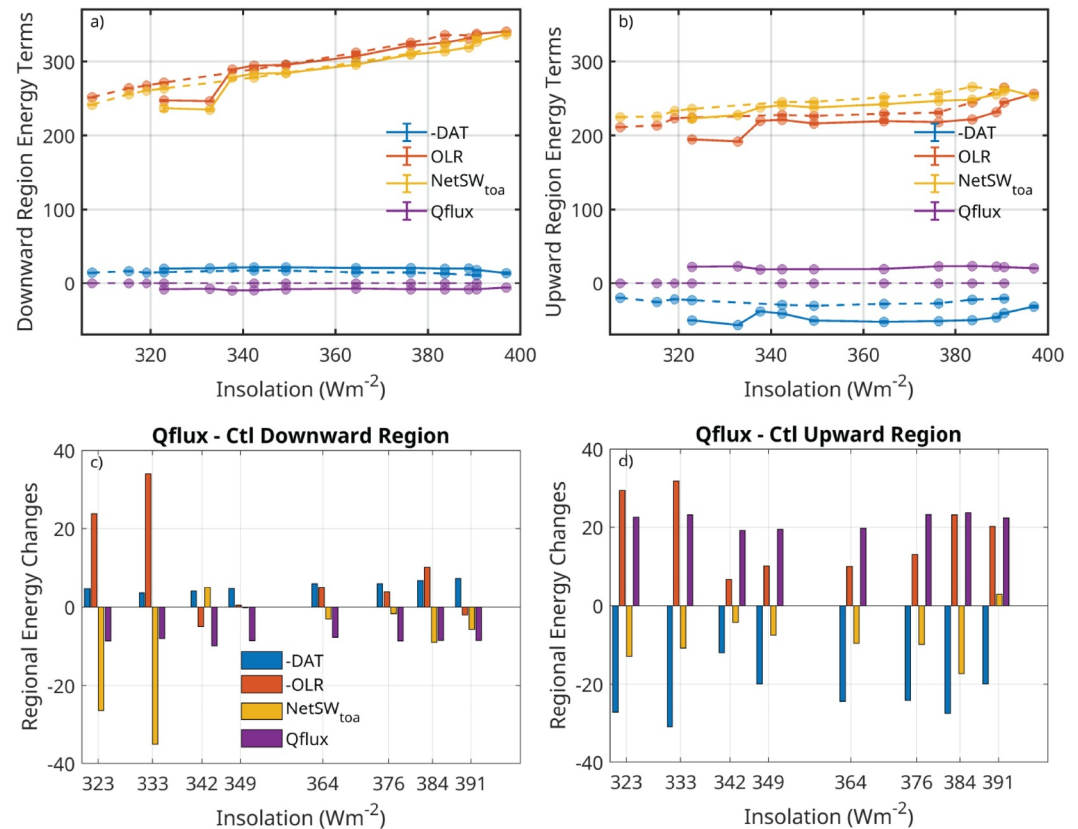 a)
Downward Region Energy Terms
300
200
100
0
-DAT
OLR
NetSW_toa
Qflux
320 340 360 380 400
Insolation (Wm^-2)
b)
Upward Region Energy Terms
300
200
100
0
-DAT
OLR
NetSW_toa
Qflux
320 340 360 380 400
Insolation (Wm^-2)
Qflux - Ctl Downward Region
c)
Regional Energy Changes
40
20
0
-20
-40
-DAT
-OLR
NetSW_toa
Qflux
323 333 342 349 364 376 384 391
Insolation (Wm^-2)
Qflux - Ctl Upward Region
d)
Regional Energy Changes
40
20
0
-20
-40
323 333 342 349 364 376 384 391
Insolation (Wm^-2)